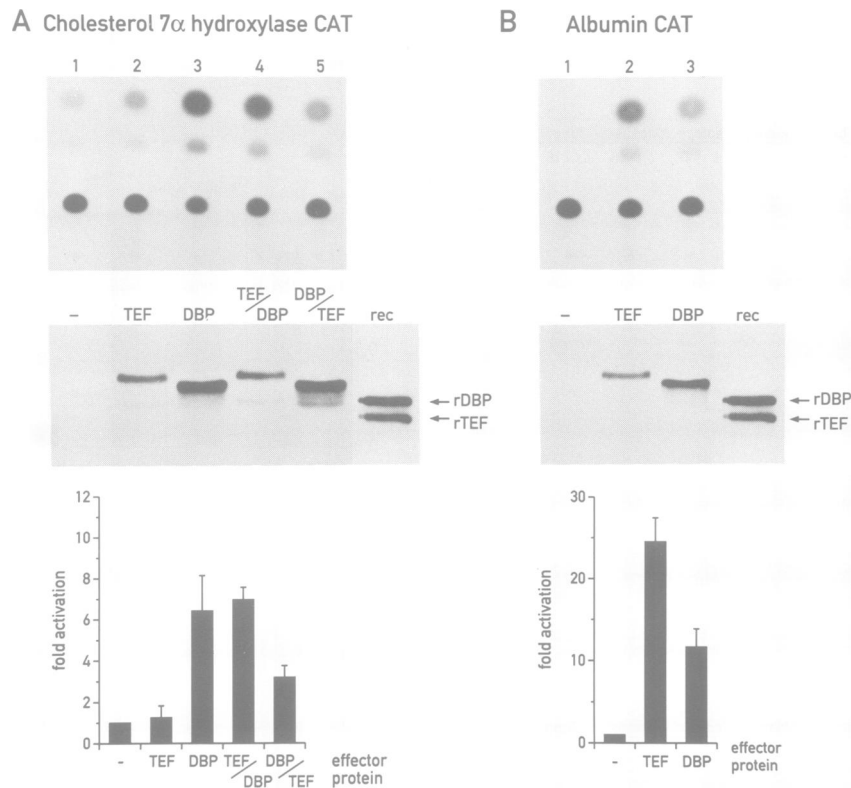 A Cholesterol 7α hydroxylase CAT
1 2 3 4 5
– TEF DBP TEF/DBP DBP/TEF rec
rDBP
rTEF
12
10
8
6
4
2
0
fold activation
- TEF DBP TEF/DBP DBP/TEF
effector protein
B Albumin CAT
1 2 3
– TEF DBP rec
rDBP
rTEF
30
20
10
0
fold activation
- TEF DBP
effector protein